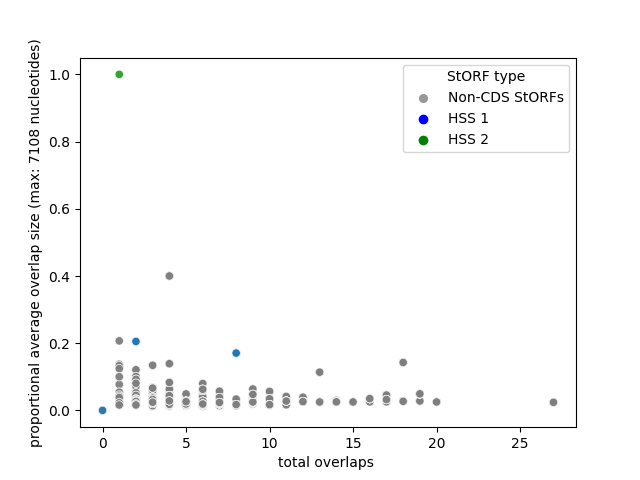 proportional average overlap size (max: 7108 nucleotides)
1.0
0.8
0.6
0.4
0.2
0.0
StORF type
Non-CDS StORFs
HSS 1
HSS 2
0 5 10 15 20 25
total overlaps